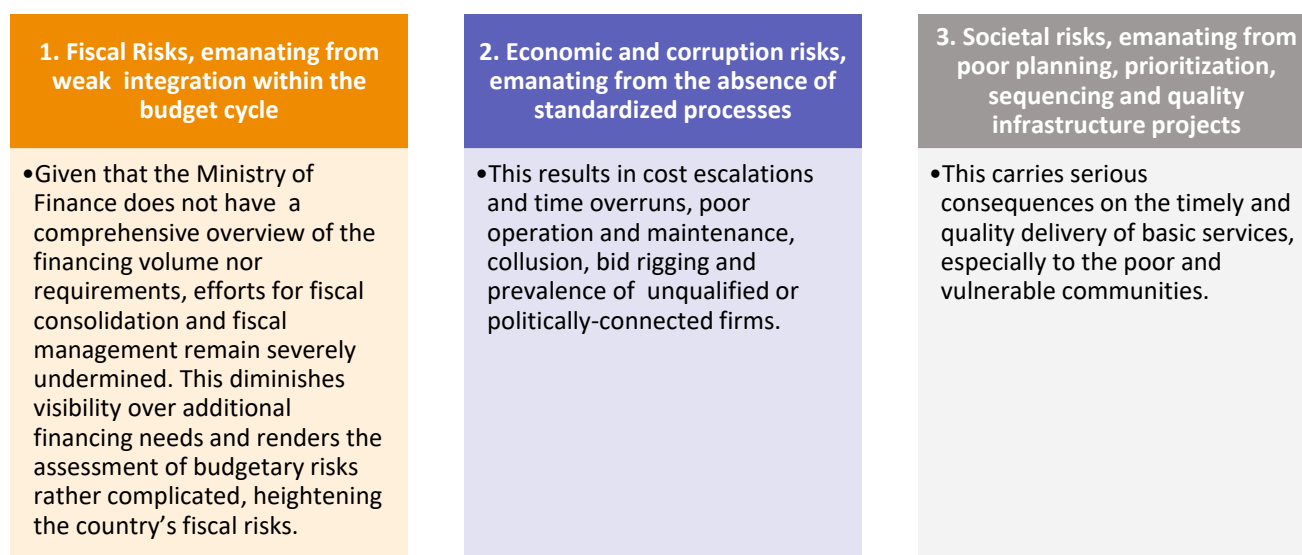 1. Fiscal Risks, emanating from
weak integration within the
budget cycle
•Given that the Ministry of
Finance does not have a
comprehensive overview of the
financing volume nor
requirements, efforts for fiscal
consolidation and fiscal
management remain severely
undermined. This diminishes
visibility over additional
financing needs and renders the
assessment of budgetary risks
rather complicated, heightening
the country's fiscal risks.
2. Economic and corruption risks,
emanating from the absence of
standardized processes
•This results in cost escalations
and time overruns, poor
operation and maintenance,
collusion, bid rigging and
prevalence of unqualified or
politically-connected firms.
3. Societal risks, emanating from
poor planning, prioritization,
sequencing and quality
infrastructure projects
•This carries serious
consequences on the timely and
quality delivery of basic services,
especially to the poor and
vulnerable communities.